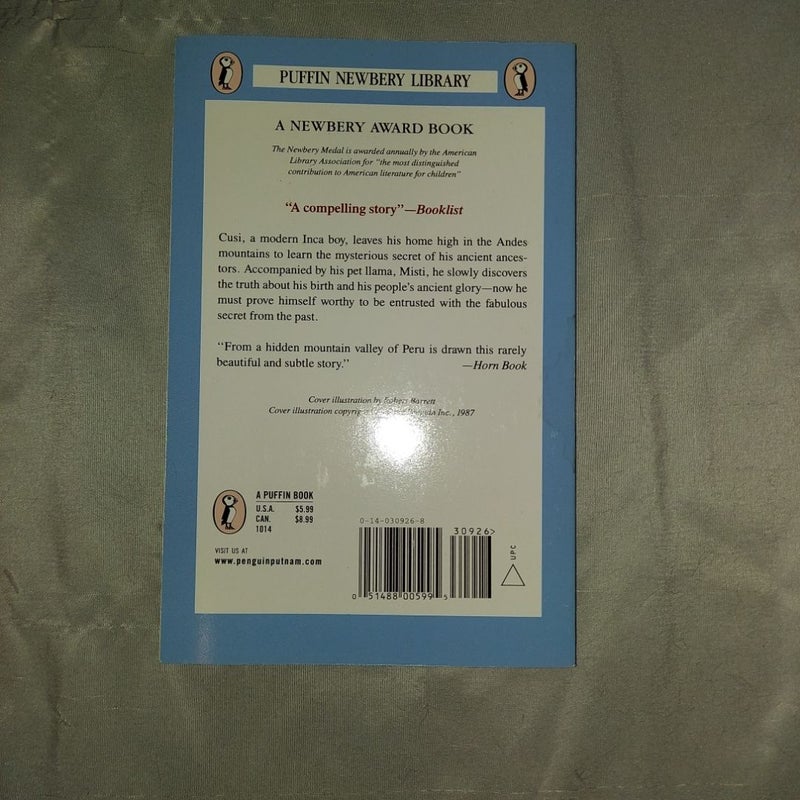 PUFFIN NEWBERY LIBRARY
A NEWBERY AWARD BOOK
The Newbery Medal is awarded annually by the American
Library Association for "the most distinguished
contribution to American literature for children"
"A compelling story"—Booklist
Cusi, a modern Inca boy, leaves his home high in the Andes
mountains to learn the mysterious secret of his ancient ances-
tors. Accompanied by his pet llama, Misti, he slowly discovers
the truth about his birth and his people's ancient glory—now he
must prove himself worthy to be entrusted with the fabulous
secret from the past.
"From a hidden mountain valley of Peru is drawn this rarely
beautiful and subtle story." —Horn Book
Cover illustration by Robert Barrett
Cover illustration Inc., 1987
A PUFFIN BOOK
U.S.A. $5.99
CAN. $8.99
1014
VISIT US AT
www.penguinputnam.com
0-14-030926-8
30926>
0 51488 00599 5
UPC